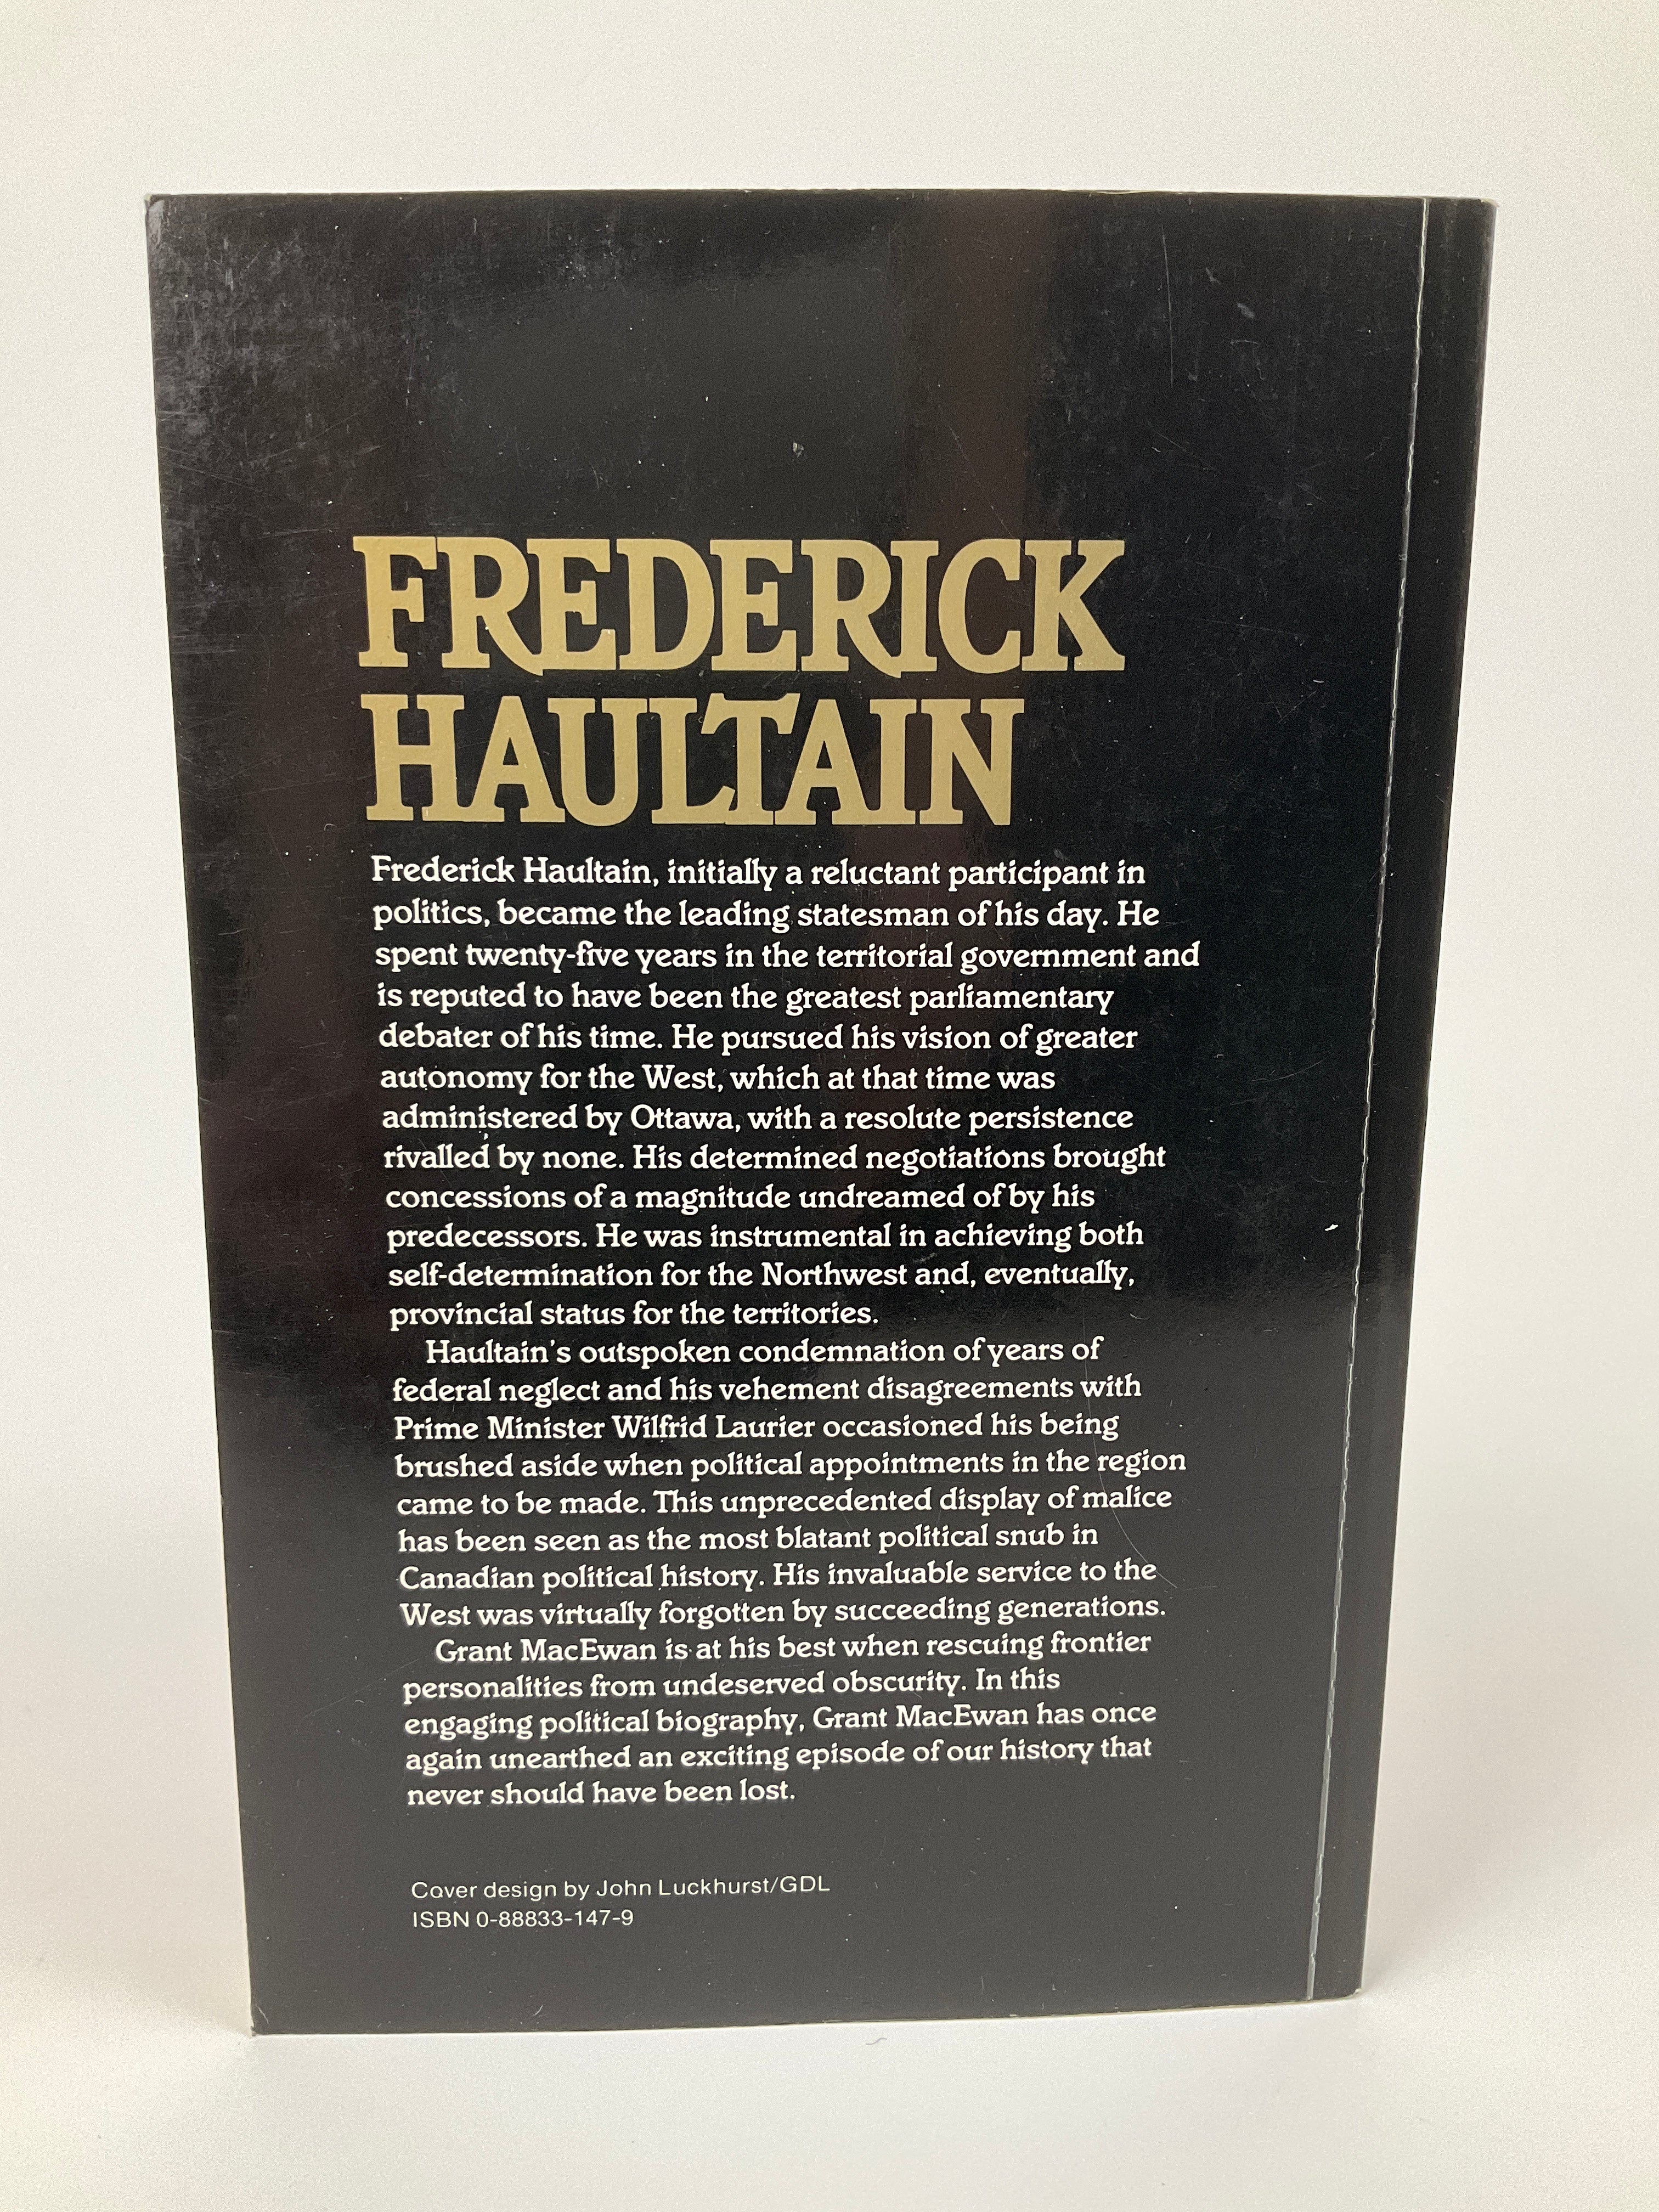 FREDERICK
HAULTAIN
Frederick Haultain, initially a reluctant participant in
politics, became the leading statesman of his day. He
spent twenty-five years in the territorial government and
is reputed to have been the greatest parliamentary
debater of his time. He pursued his vision of greater
autonomy for the West, which at that time was
administered by Ottawa, with a resolute persistence
rivalled by none. His determined negotiations brought
concessions of a magnitude undreamed of by his
predecessors. He was instrumental in achieving both
self-determination for the Northwest and, eventually,
provincial status for the territories.
Haultain's outspoken condemnation of years of
federal neglect and his vehement disagreements with
Prime Minister Wilfrid Laurier occasioned his being
brushed aside when political appointments in the region
came to be made. This unprecedented display of malice
has been seen as the most blatant political snub in
Canadian political history. His invaluable service to the
West was virtually forgotten by succeeding generations.
Grant MacEwan is at his best when rescuing frontier
personalities from undeserved obscurity. In this
engaging political biography, Grant MacEwan has once
again unearthed an exciting episode of our history that
never should have been lost.
Cover design by John Luckhurst/GDL
ISBN 0-88833-147-9